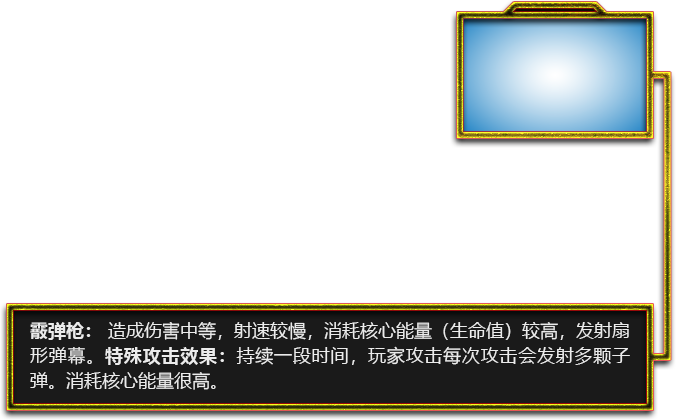 霰弹枪： 造成伤害中等，射速较慢，消耗核心能量（生命值）较高，发射扇
形弹幕。特殊攻击效果：持续一段时间，玩家攻击每次攻击会发射多颗子
弹。消耗核心能量很高。